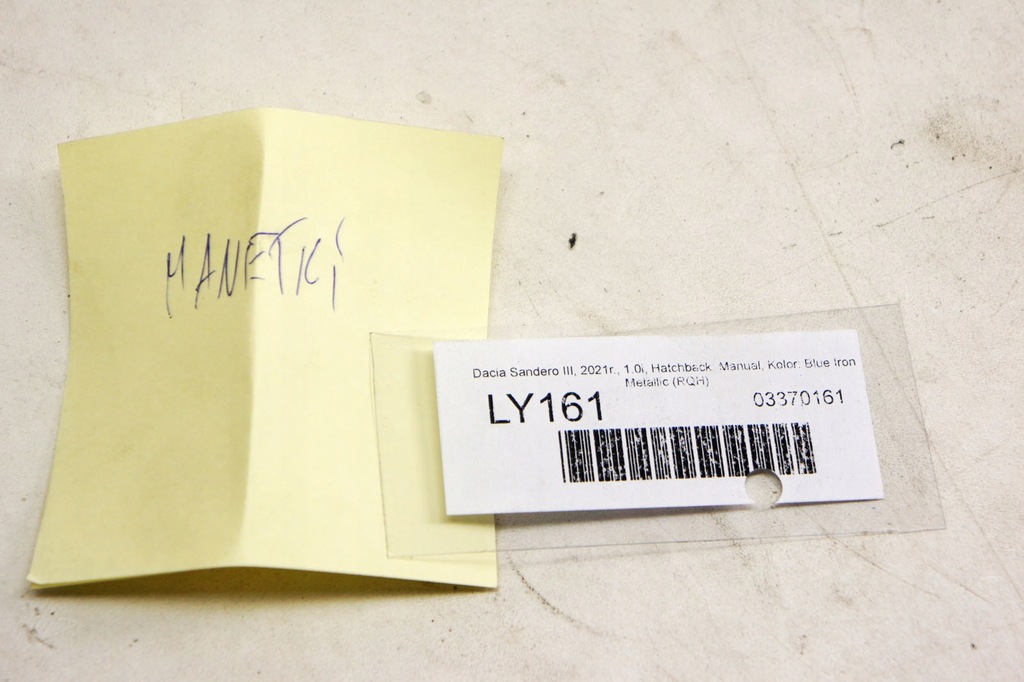 MANETKi
Dacia Sandero III, 2021r., 1.0i, Hatchback, Manual, Kolor: Blue Iron
Metallic (RQH)
LY161
03370161